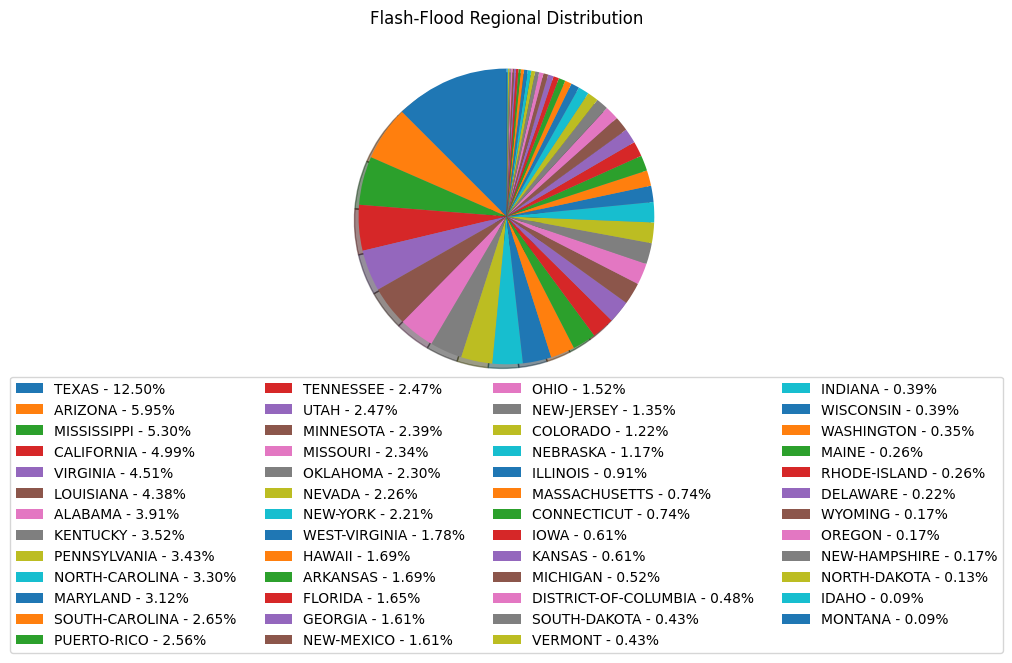 Flash-Flood Regional Distribution
TEXAS - 12.50%
ARIZONA - 5.95%
MISSISSIPPI - 5.30%
CALIFORNIA - 4.99%
VIRGINIA - 4.51%
LOUISIANA - 4.38%
ALABAMA - 3.91%
KENTUCKY - 3.52%
PENNSYLVANIA - 3.43%
NORTH-CAROLINA - 3.30%
MARYLAND - 3.12%
SOUTH-CAROLINA - 2.65%
PUERTO-RICO - 2.56%
TENNESSEE - 2.47%
UTAH - 2.47%
MINNESOTA - 2.39%
MISSOURI - 2.34%
OKLAHOMA - 2.30%
NEVADA - 2.26%
NEW-YORK - 2.21%
WEST-VIRGINIA - 1.78%
HAWAII - 1.69%
ARKANSAS - 1.69%
FLORIDA - 1.65%
GEORGIA - 1.61%
NEW-MEXICO - 1.61%
OHIO - 1.52%
NEW-JERSEY - 1.35%
COLORADO - 1.22%
NEBRASKA - 1.17%
ILLINOIS - 0.91%
MASSACHUSETTS - 0.74%
CONNECTICUT - 0.74%
IOWA - 0.61%
KANSAS - 0.61%
MICHIGAN - 0.52%
DISTRICT-OF-COLUMBIA - 0.48%
SOUTH-DAKOTA - 0.43%
VERMONT - 0.43%
INDIANA - 0.39%
WISCONSIN - 0.39%
WASHINGTON - 0.35%
MAINE - 0.26%
RHODE-ISLAND - 0.26%
DELAWARE - 0.22%
WYOMING - 0.17%
OREGON - 0.17%
NEW-HAMPSHIRE - 0.17%
NORTH-DAKOTA - 0.13%
IDAHO - 0.09%
MONTANA - 0.09%